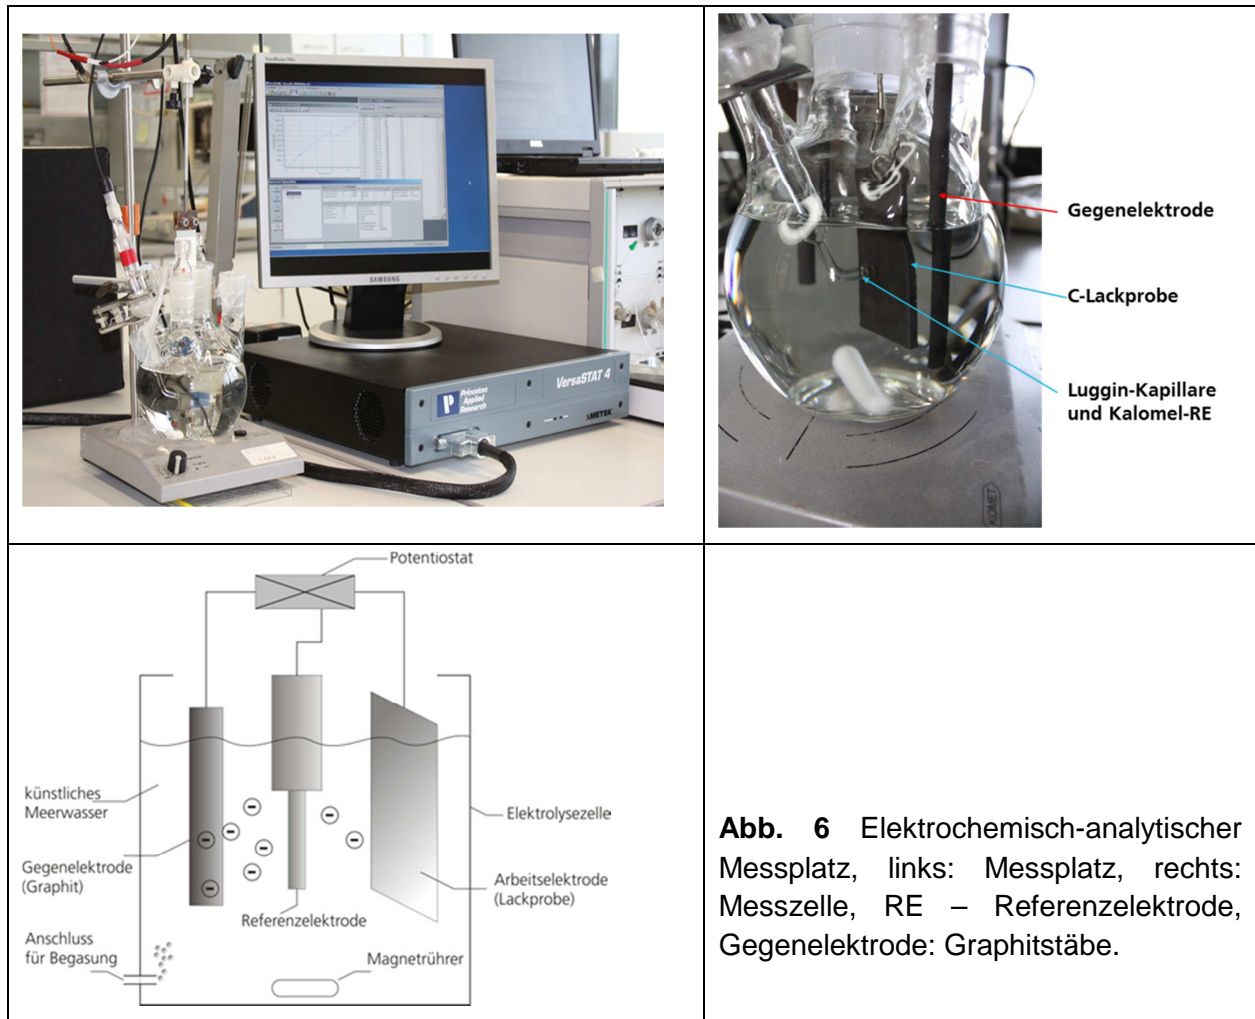 SAMSUNG
DELL
Princeton
Applied
Research
VersaSTAT 4
AMETEK
Gegenelektrode
C-Lackprobe
Luggin-Kapillare
und Kalomel-RE
KOMET
Potentiostat
künstliches
Meerwasser
Elektrolysezelle
Gegenelektrode
(Graphit)
Arbeitselektrode
(Lackprobe)
Referenzelektrode
Anschluss
für Begasung
Magnetrührer
Abb. 6 Elektrochemisch-analytischer
Messplatz, links: Messplatz, rechts:
Messzelle, RE – Referenzelektrode,
Gegenelektrode: Graphitstäbe.